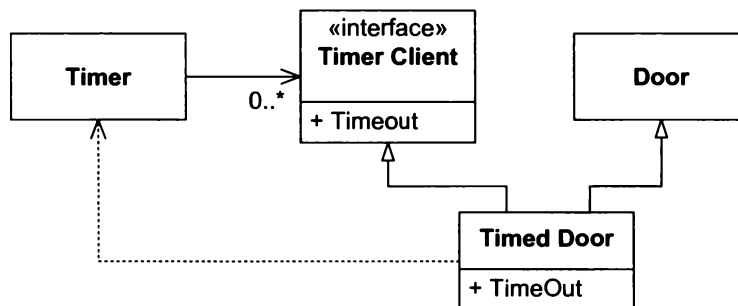 «interface»
Timer
Timer Client
Door
0..*
+ Timeout
Timed Door
+ TimeOut